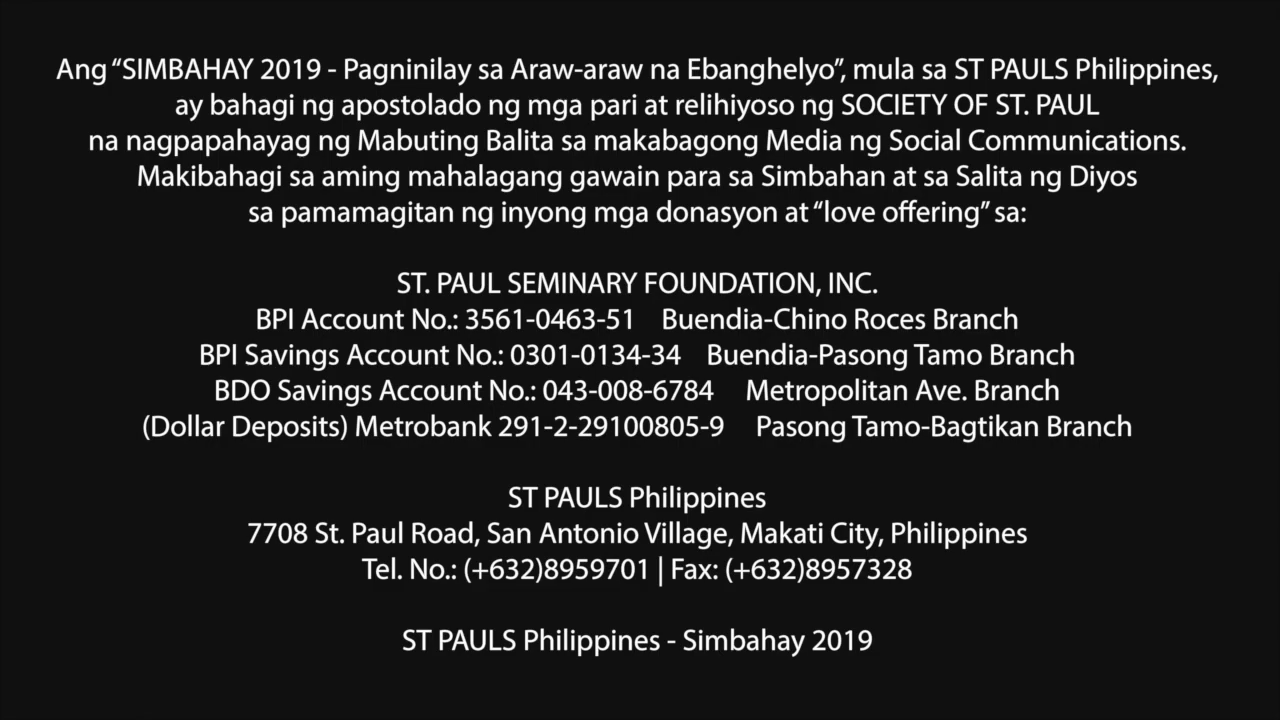 Ang “SIMBAHAY 2019 - Pagninilay sa Araw-araw na Ebanghelyo”, mula sa ST PAULS Philippines,
ay bahagi ng apostolado ng mga pari at relihiyoso ng SOCIETY OF ST. PAUL
na nagpapahayag ng Mabuting Balita sa makabagong Media ng Social Communications.
Makibahagi sa aming mahalagang gawain para sa Simbahan at sa Salita ng Diyos
sa pamamagitan ng inyong mga donasyon at “love offering” sa:
ST. PAUL SEMINARY FOUNDATION, INC.
BPI Account No.: 3561-0463-51 Buendia-Chino Roces Branch
BPI Savings Account No.: 0301-0134-34 Buendia-Pasong Tamo Branch
BDO Savings Account No.: 043-008-6784 Metropolitan Ave. Branch
(Dollar Deposits) Metrobank 291-2-29100805-9 Pasong Tamo-Bagtikan Branch
ST PAULS Philippines
7708 St. Paul Road, San Antonio Village, Makati City, Philippines
Tel. No.: (+632)8959701 | Fax: (+632)8957328
ST PAULS Philippines - Simbahay 2019